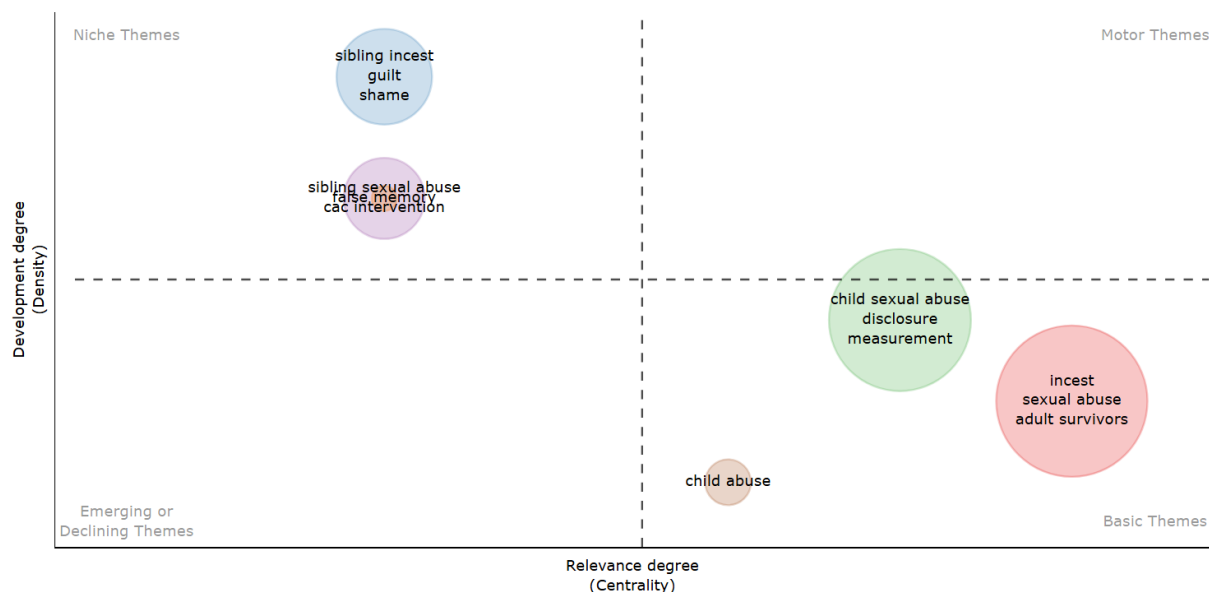 Niche Themes
Motor Themes
sibling incest
guilt
shame
sibling sexual abuse
false memory
cac intervention
Development degree
(Density)
child sexual abuse
disclosure
measurement
incest
sexual abuse
adult survivors
child abuse
Emerging or
Declining Themes
Basic Themes
Relevance degree
(Centrality)